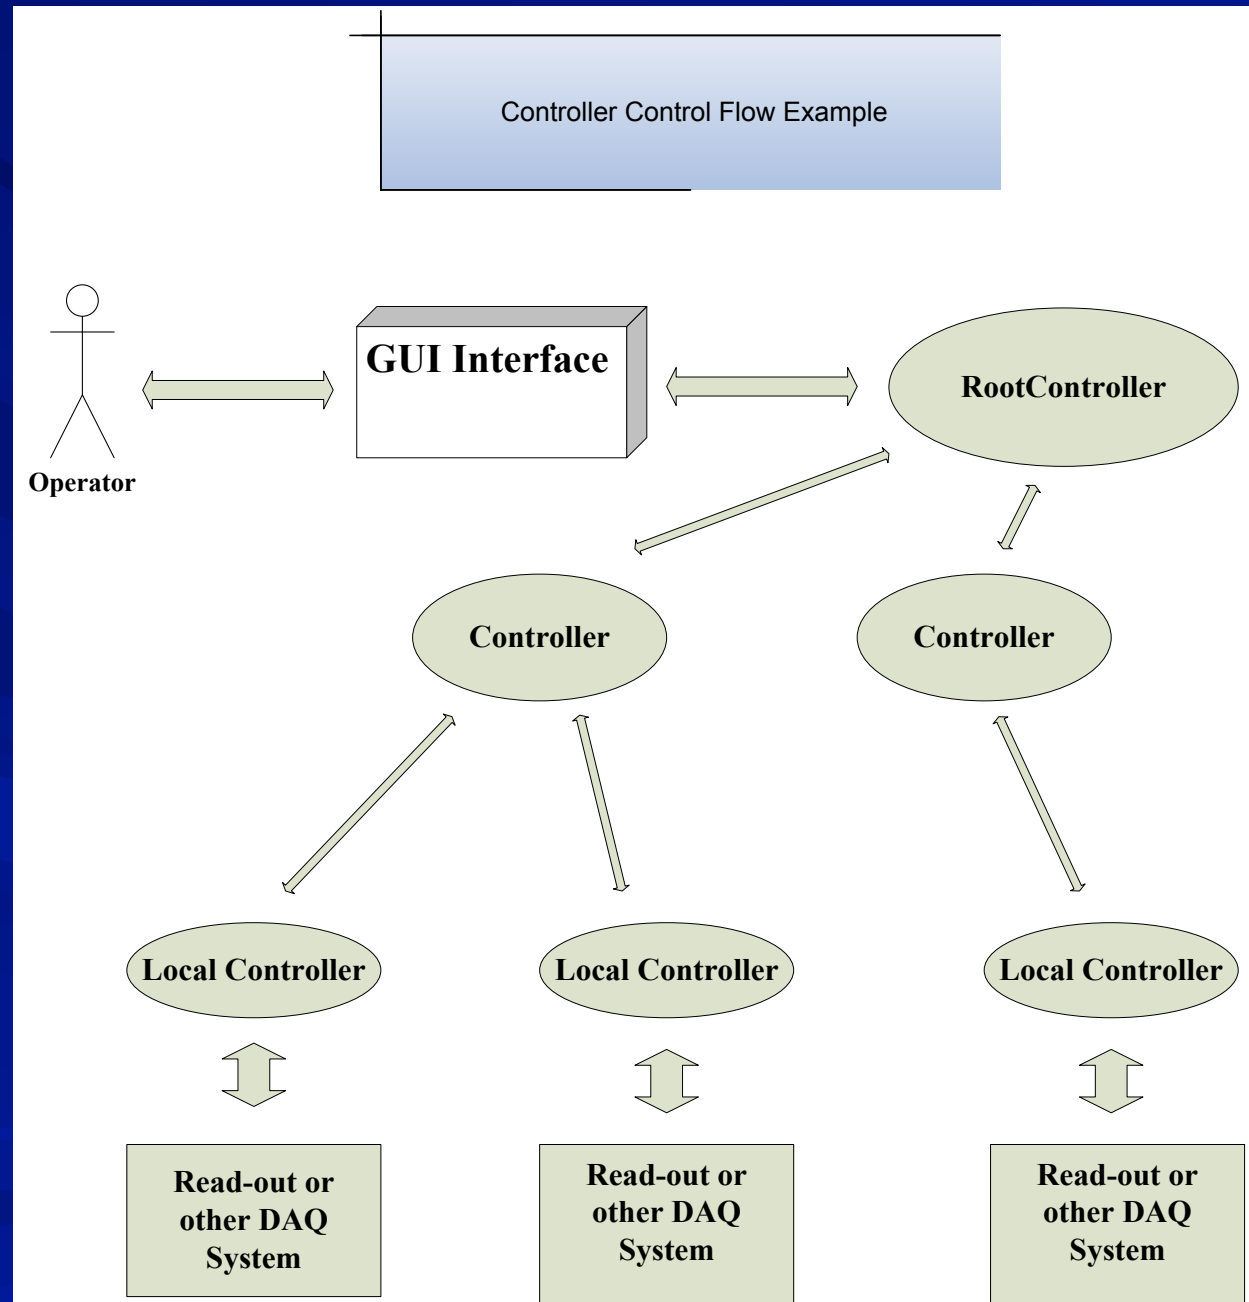 Controller Control Flow Example
GUI Interface
RootController
Operator
Controller
Controller
Local Controller
Local Controller
Local Controller
Read-out or
other DAQ
System
Read-out or
other DAQ
System
Read-out or
other DAQ
System